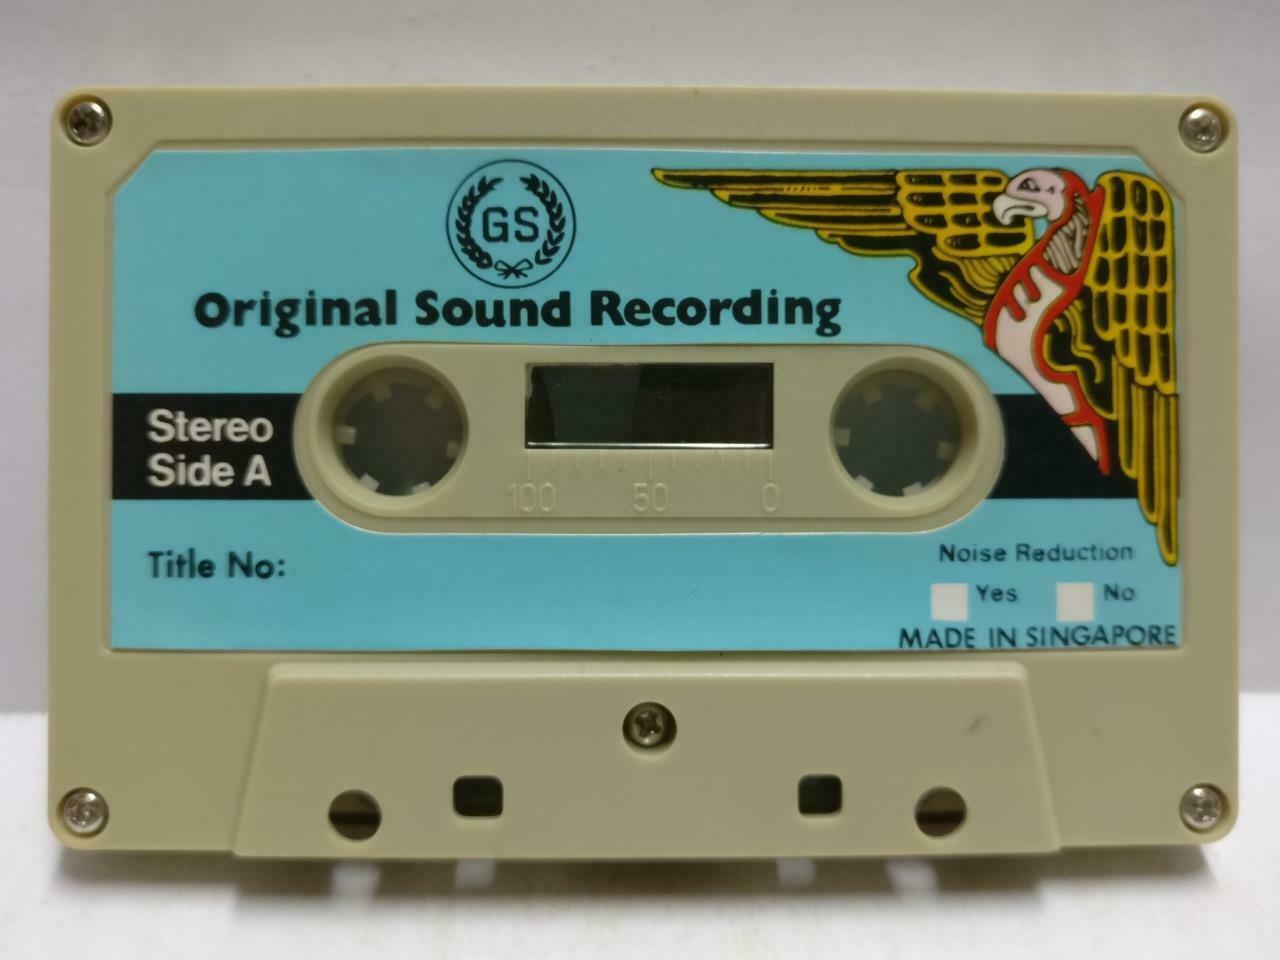 GS
Original Sound Recording
Stereo
Side A
100 50 0
Title No:
Noise Reduction
Yes No
MADE IN SINGAPORE